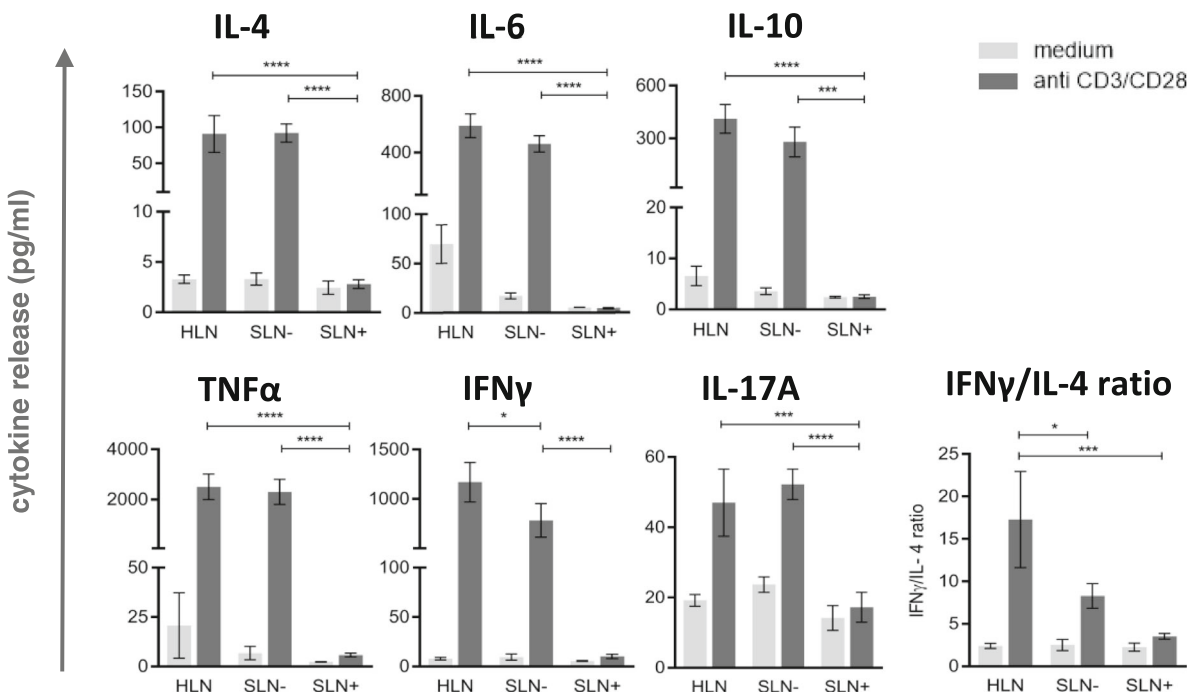 IL-4
IL-6
IL-10
medium
anti CD3/CD28
cytokine release (pg/ml)
****
****
150
100
50
10
5
0
HLN SLN- SLN+
****
****
800
400
100
50
0
HLN SLN- SLN+
****
***
600
300
20
10
0
HLN SLN- SLN+
TNFα
IFNγ
IL-17A
IFNγ/IL-4 ratio
****
****
4000
2000
50
25
0
HLN SLN- SLN+
*
****
1500
1000
100
50
0
HLN SLN- SLN+
***
****
60
40
20
0
HLN SLN- SLN+
*
***
IFNγ/IL- 4 ratio
25
20
15
10
5
0
HLN SLN- SLN+